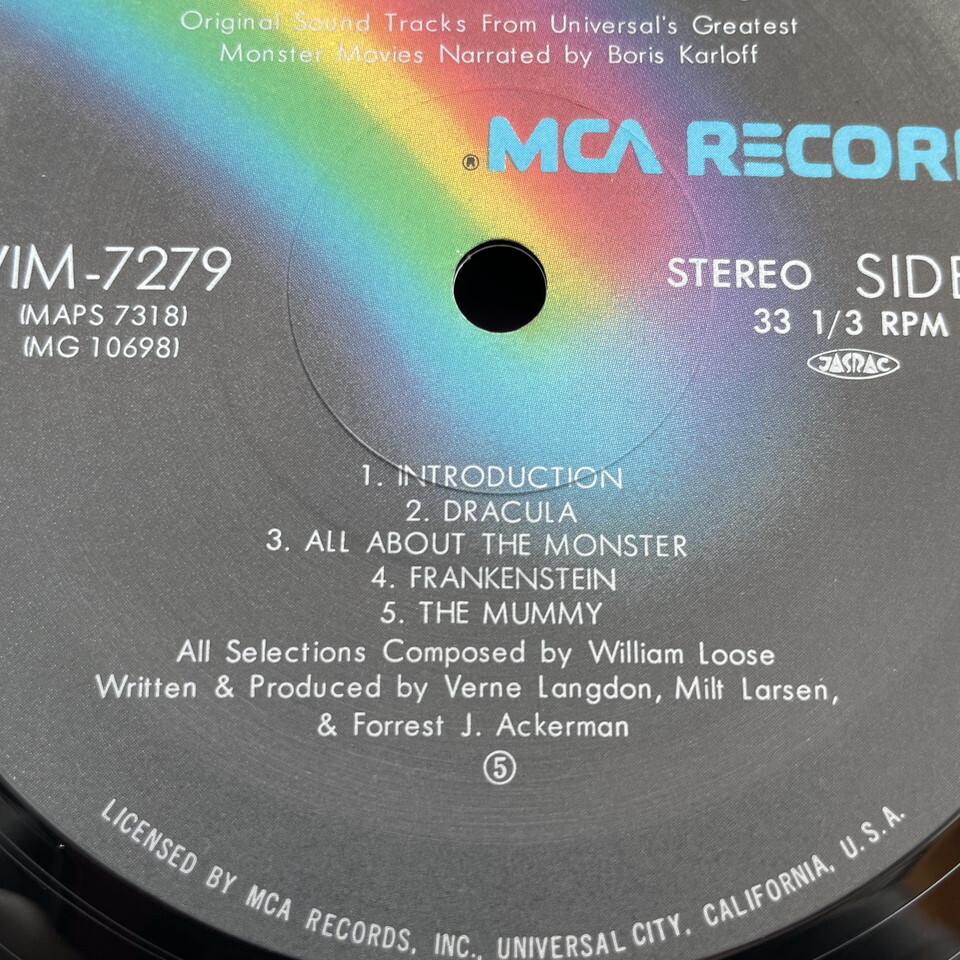 Original Sound Tracks From Universal's Greatest
Monster Movies Narrated by Boris Karloff
® MCA RECOR
VIM-7279
(MAPS 7318)
(MG 10698)
STEREO SIDE
33 1/3 RPM
JASRAC
1. INTRODUCTION
2. DRACULA
3. ALL ABOUT THE MONSTER
4. FRANKENSTEIN
5. THE MUMMY
All Selections Composed by William Loose
Written & Produced by Verne Langdon, Milt Larsen,
& Forrest J. Ackerman
⑤
LICENSED BY MCA RECORDS, INC., UNIVERSAL CITY, CALIFORNIA, U.S.A.